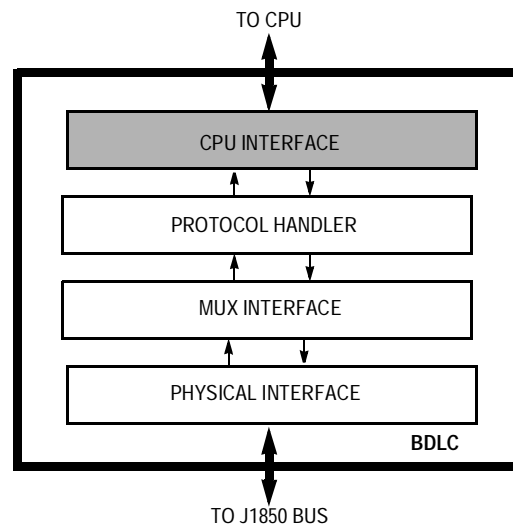 TO CPU
CPU INTERFACE
PROTOCOL HANDLER
MUX INTERFACE
PHYSICAL INTERFACE
BDLC
TO J1850 BUS